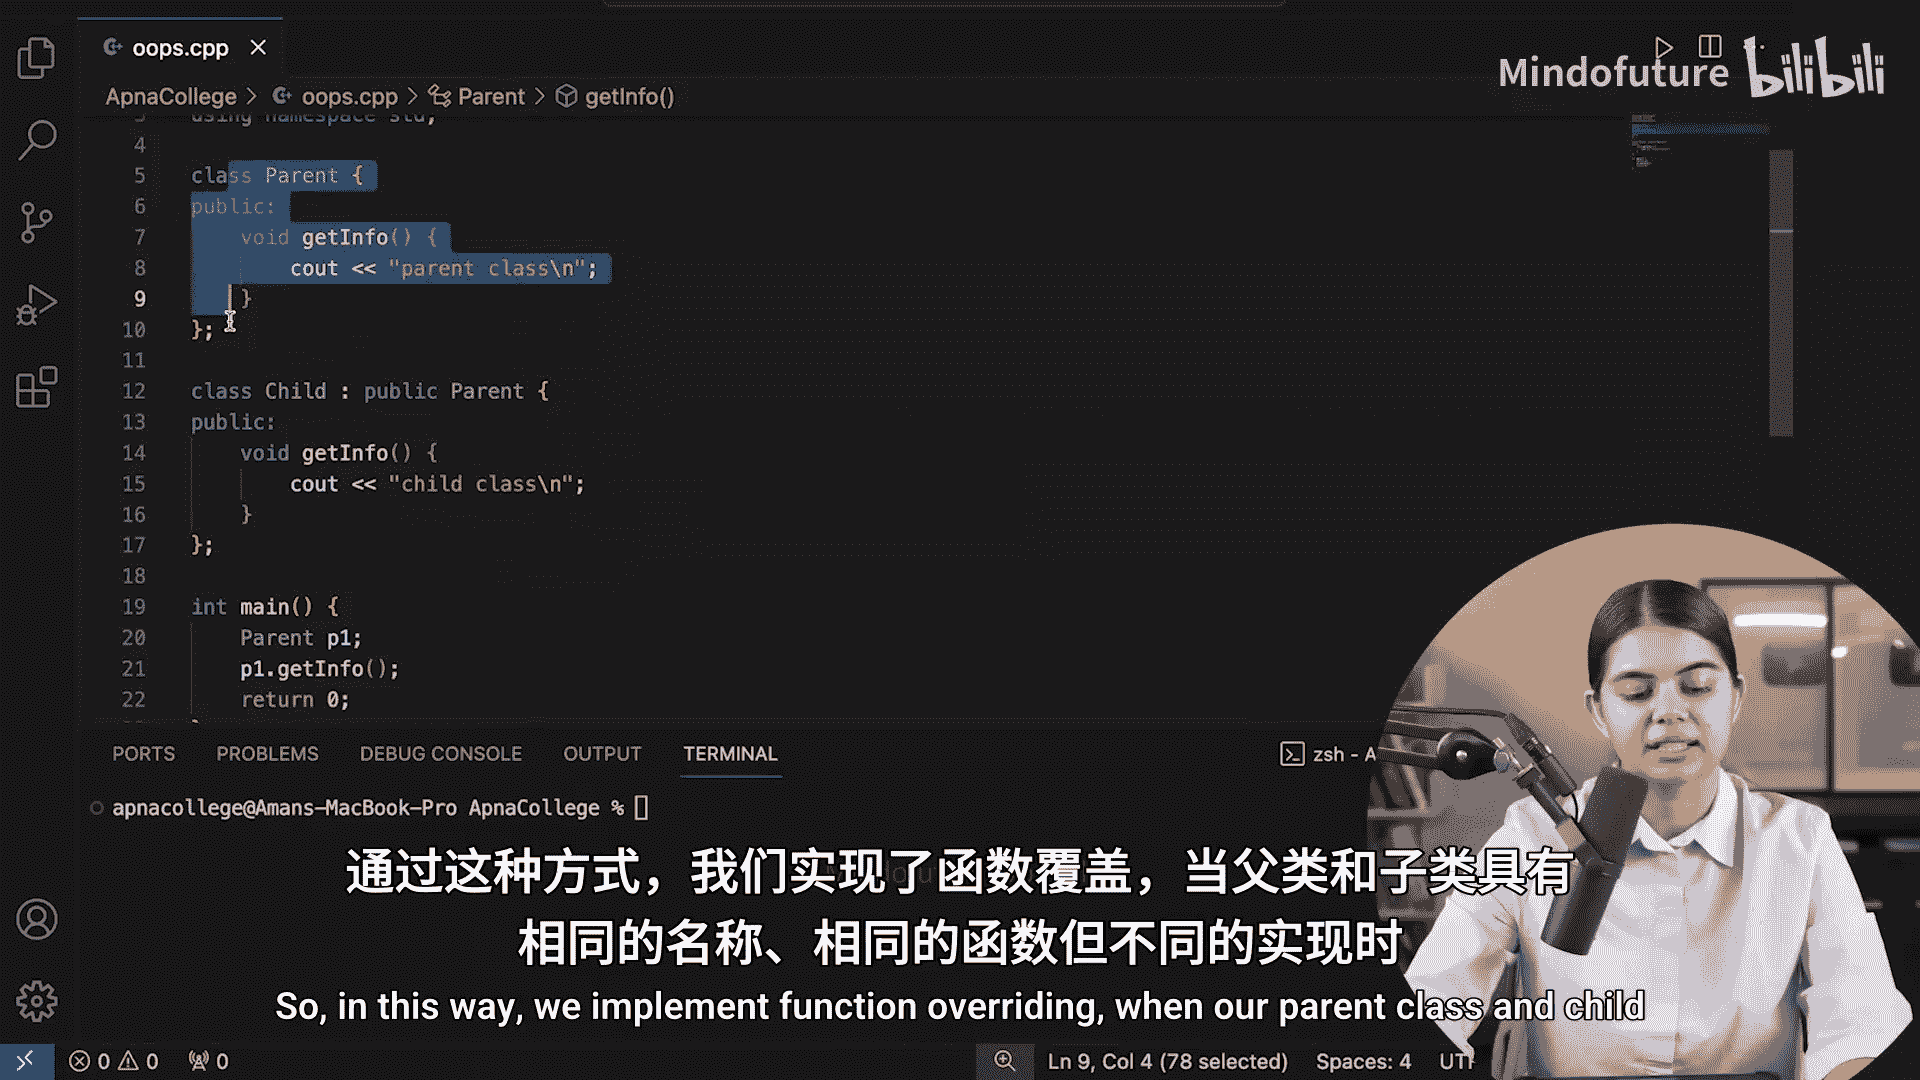 oops.cpp
Mindofuture bilibili
ApnaCollege > oops.cpp > Parent > getInfo()
3 using namespace std;
4
5 class Parent {
6 public:
7 void getInfo() {
8 cout << "parent class\n";
9 }
10 };
11
12 class Child : public Parent {
13 public:
14 void getInfo() {
15 cout << "child class\n";
16 }
17 };
18
19 int main() {
20 Parent p1;
21 p1.getInfo();
22 return 0;
PORTS PROBLEMS DEBUG CONSOLE OUTPUT TERMINAL
zsh - A
apnacollege@Amans-MacBook-Pro ApnaCollege %
通过这种方式，我们实现了函数覆盖，当父类和子类具有
相同的名称、相同的函数但不同的实现时
So, in this way, we implement function overriding, when our parent class and child
0 0 0 Ln 9, Col 4 (78 selected) Spaces: 4 UTF